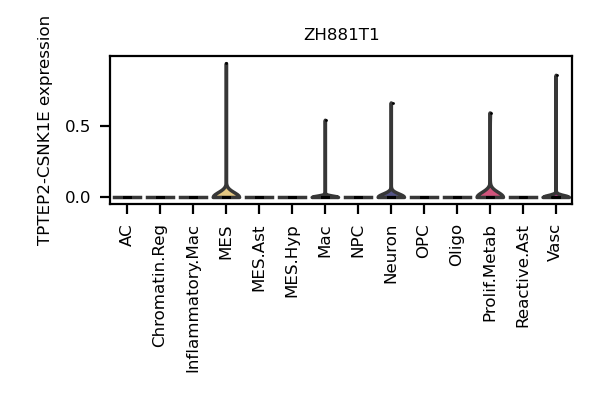 ZH881T1
TPTEP2-CSNK1E expression
0.5
0.0
AC
Chromatin.Reg
Inflammatory.Mac
MES
MES.Ast
MES.Hyp
Mac
NPC
Neuron
OPC
Oligo
Prolif.Metab
Reactive.Ast
Vasc